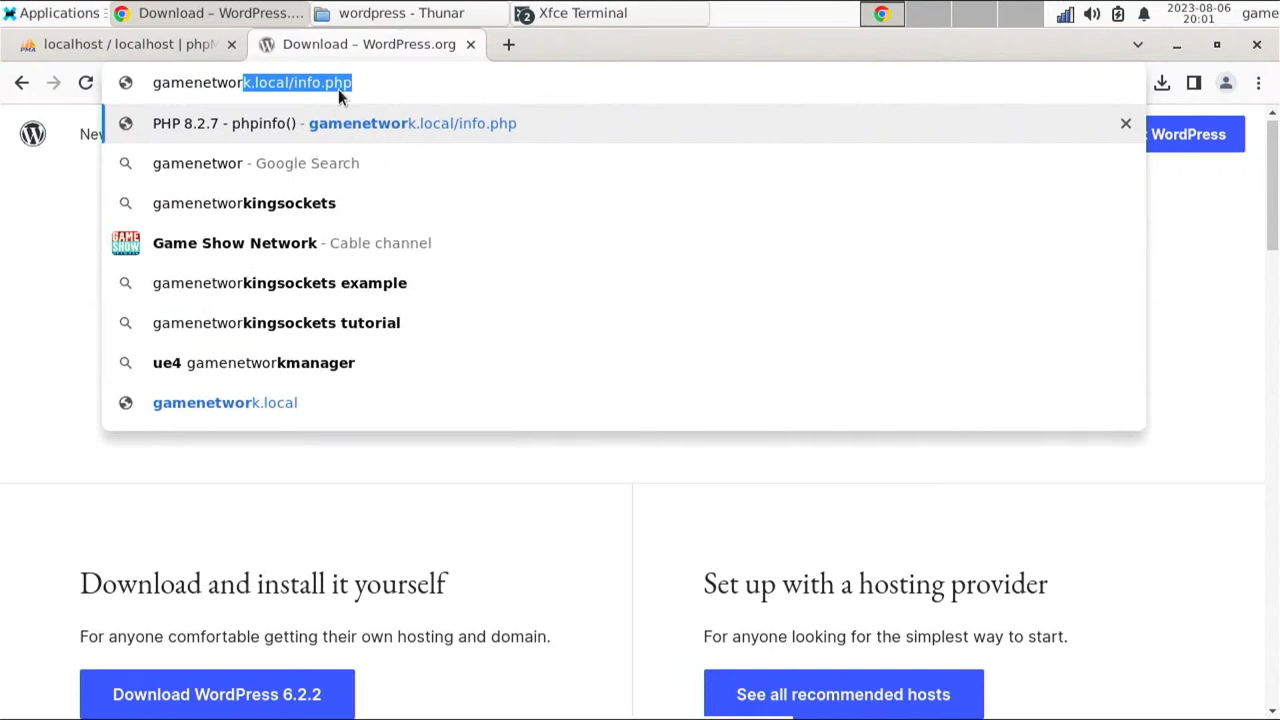 Applications
Download – WordPress....
wordpress - Thunar
2
Xfce Terminal
2023-08-06
20:01
game
localhost / localhost | phpM
Download – WordPress.org
gamenetwork.local/info.php
PHP 8.2.7 - phpinfo() - gamenetwork.local/info.php
gamenetwor - Google Search
gamenetworkingsockets
GAME SHOW NETWORK
Game Show Network - Cable channel
gamenetworkingsockets example
gamenetworkingsockets tutorial
ue4 gamenetworkmanager
gamenetwork.local
New
WordPress
Download and install it yourself
Set up with a hosting provider
For anyone comfortable getting their own hosting and domain.
For anyone looking for the simplest way to start.
Download WordPress 6.2.2
See all recommended hosts